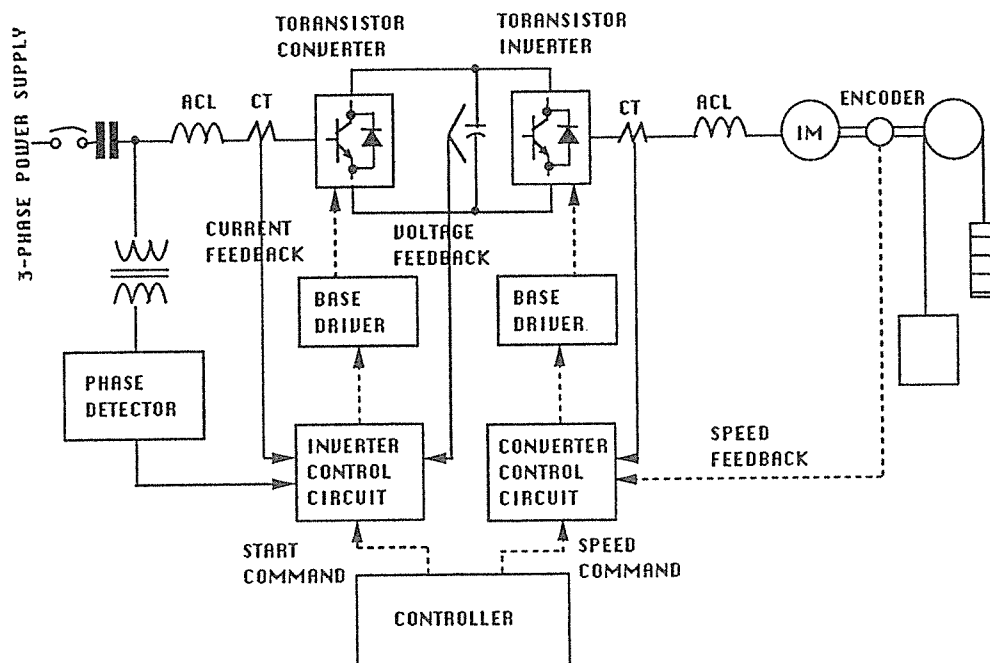 TORANSISTOR
CONVERTER
TORANSISTOR
INVERTER
3-PHASE POWER SUPPLY
ACL
CT
CT
ACL
ENCODER
IM
CURRENT
FEEDBACK
VOLTAGE
FEEDBACK
BASE
DRIVER
BASE
DRIVER.
PHASE
DETECTOR
INVERTER
CONTROL
CIRCUIT
CONVERTER
CONTROL
CIRCUIT
SPEED
FEEDBACK
START
COMMAND
SPEED
COMMAND
CONTROLLER